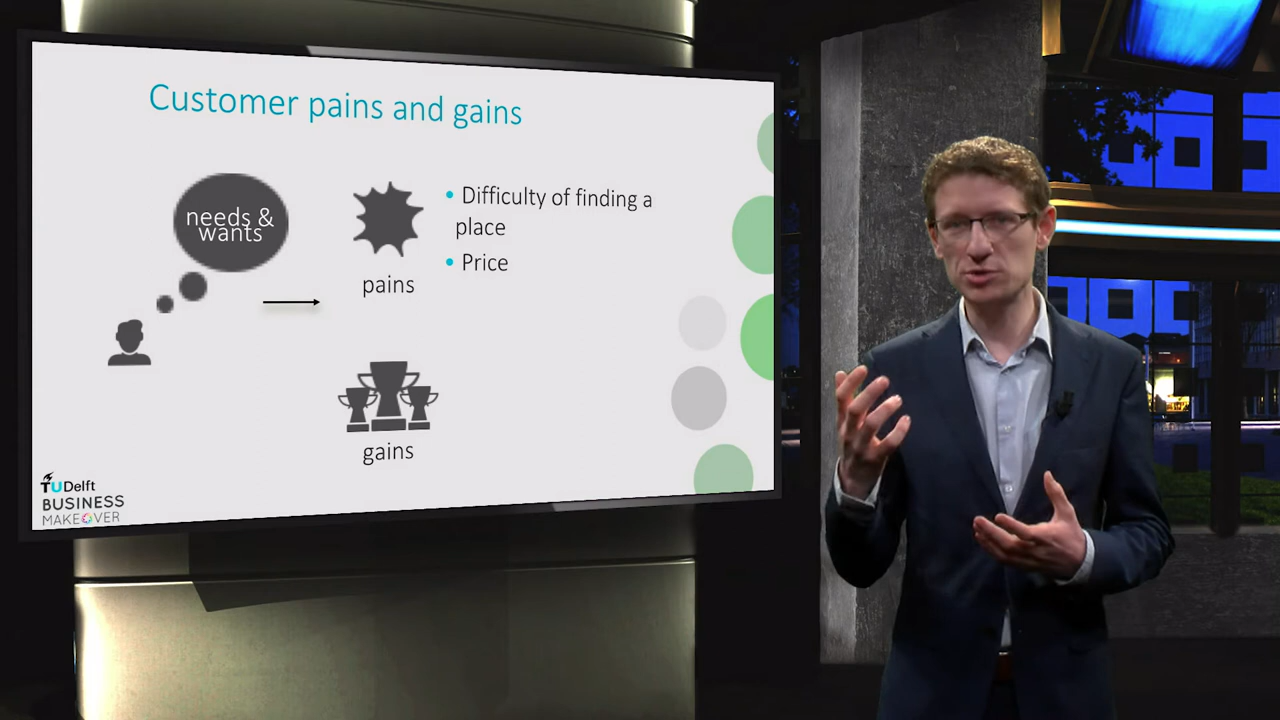 Customer pains and gains
needs &
wants
• Difficulty of finding a
place
• Price
pains
gains
TUDelft
BUSINESS
MAKEOVER